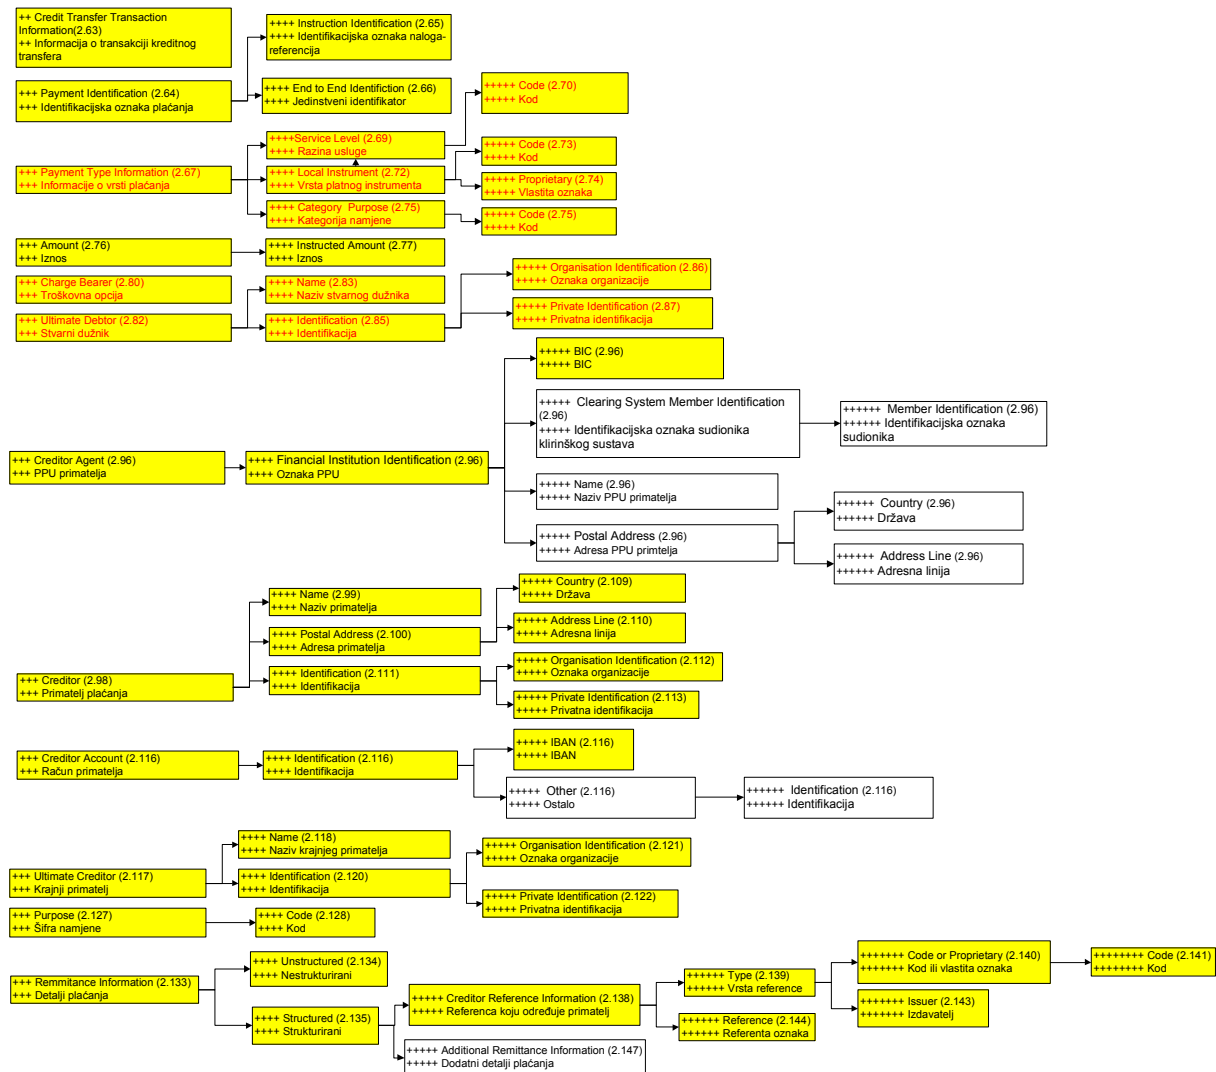 ++ Credit Transfer Transaction
Information(2.63)
++ Informacija o transakciji kreditnog
transfera
++++ Instruction Identification (2.65)
++++ Identifikacijska oznaka naloga-
referencija
+++ Payment Identification (2.64)
+++ Identifikacijska oznaka plaćanja
++++ End to End Identifiction (2.66)
++++ Jedinstveni identifikator
+++++ Code (2.70)
+++++ Kod
++++Service Level (2.69)
++++ Razina usluge
+++++ Code (2.73)
+++++ Kod
+++ Payment Type Information (2.67)
+++ Informacije o vrsti plaćanja
++++ Local Instrument (2.72)
++++ Vrsta platnog instrumenta
+++++ Proprietary (2.74)
+++++ Vlastita oznaka
++++ Category  Purpose (2.75)
++++ Kategorija namjene
+++++ Code (2.75)
+++++ Kod
+++ Amount (2.76)
+++ Iznos
++++ Instructed Amount (2.77)
++++ Iznos
+++ Charge Bearer (2.80)
+++ Troškovna opcija
++++ Name (2.83)
++++ Naziv stvarnog dužnika
+++++ Organisation Identification (2.86)
+++++ Oznaka organizacije
+++ Ultimate Debtor (2.82)
+++ Stvarni dužnik
++++ Identification (2.85)
++++ Identifikacija
+++++ Private Identification (2.87)
+++++ Privatna identifikacija
+++++ BIC (2.96)
+++++ BIC
+++++ Clearing System Member Identification
(2.96)
+++++ Identifikacijska oznaka sudionika
klirinškog sustava
++++++ Member Identification (2.96)
++++++ Identifikacijska oznaka
sudionika
+++ Creditor Agent (2.96)
+++ PPU primatelja
++++ Financial Institution Identification (2.96)
++++ Oznaka PPU
+++++ Name (2.96)
+++++ Naziv PPU primatelja
++++++ Country (2.96)
++++++ Država
+++++ Postal Address (2.96)
+++++ Adresa PPU primtelja
++++++ Address Line (2.96)
++++++ Adresna linija
++++ Name (2.99)
++++ Naziv primatelja
+++++ Country (2.109)
+++++ Država
++++ Postal Address (2.100)
++++ Adresa primatelja
+++++ Address Line (2.110)
+++++ Adresna linija
+++ Creditor (2.98)
+++ Primatelj plaćanja
++++ Identification (2.111)
++++ Identifikacija
+++++ Organisation Identification (2.112)
+++++ Oznaka organizacije
+++++ Private Identification (2.113)
+++++ Privatna identifikacija
+++ Creditor Account (2.116)
+++ Račun primatelja
++++ Identification (2.116)
++++ Identifikacija
+++++ IBAN (2.116)
+++++ IBAN
+++++ Other (2.116)
+++++ Ostalo
++++++ Identification (2.116)
++++++ Identifikacija
++++ Name (2.118)
++++ Naziv krajnjeg primatelja
+++++ Organisation Identification (2.121)
+++++ Oznaka organizacije
+++ Ultimate Creditor (2.117)
+++ Krajnji primatelj
++++ Identification (2.120)
++++ Identifikacija
+++++ Private Identification (2.122)
+++++ Privatna identifikacija
+++ Purpose (2.127)
+++ Šifra namjene
++++ Code (2.128)
++++ Kod
+++ Remmitance Information (2.133)
+++ Detalji plaćanja
++++ Unstructured (2.134)
++++ Nestrukturirani
++++ Structured (2.135)
++++ Strukturirani
+++++ Creditor Reference Information (2.138)
+++++ Referenca koju određuje primatelj
++++++ Type (2.139)
++++++ Vrsta reference
+++++++ Code or Proprietary (2.140)
+++++++ Kod ili vlastita oznaka
++++++++ Code (2.141)
++++++++ Kod
+++++++ Issuer (2.143)
+++++++ Izdavatelj
++++++ Reference (2.144)
++++++ Referenta oznaka
+++++ Additional Remittance Information (2.147)
+++++ Dodatni detalji plaćanja